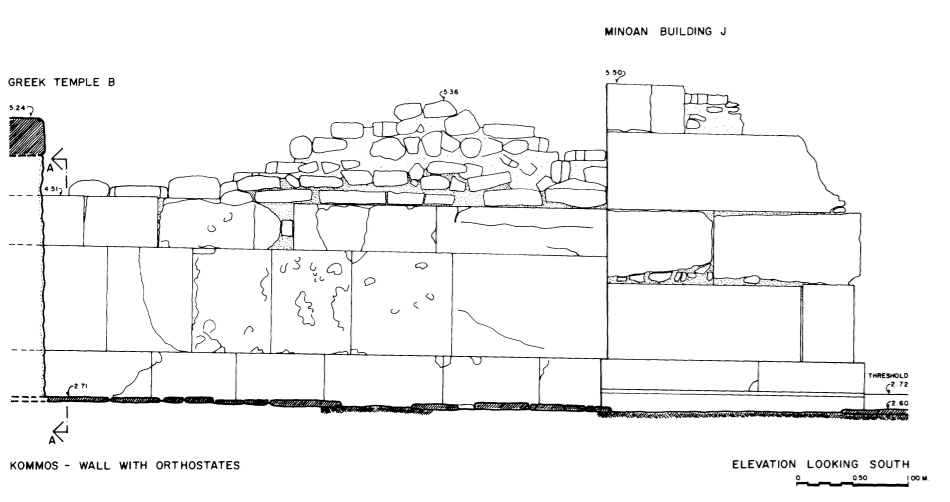 MINOAN BUILDING J
GREEK TEMPLE B
5.50
5.24
5.36
A
4.51
THRESHOLD
2.71
2.72
2.60
A
KOMMOS - WALL WITH ORTHOSTATES
ELEVATION LOOKING SOUTH
0 0.50 1.00 M.